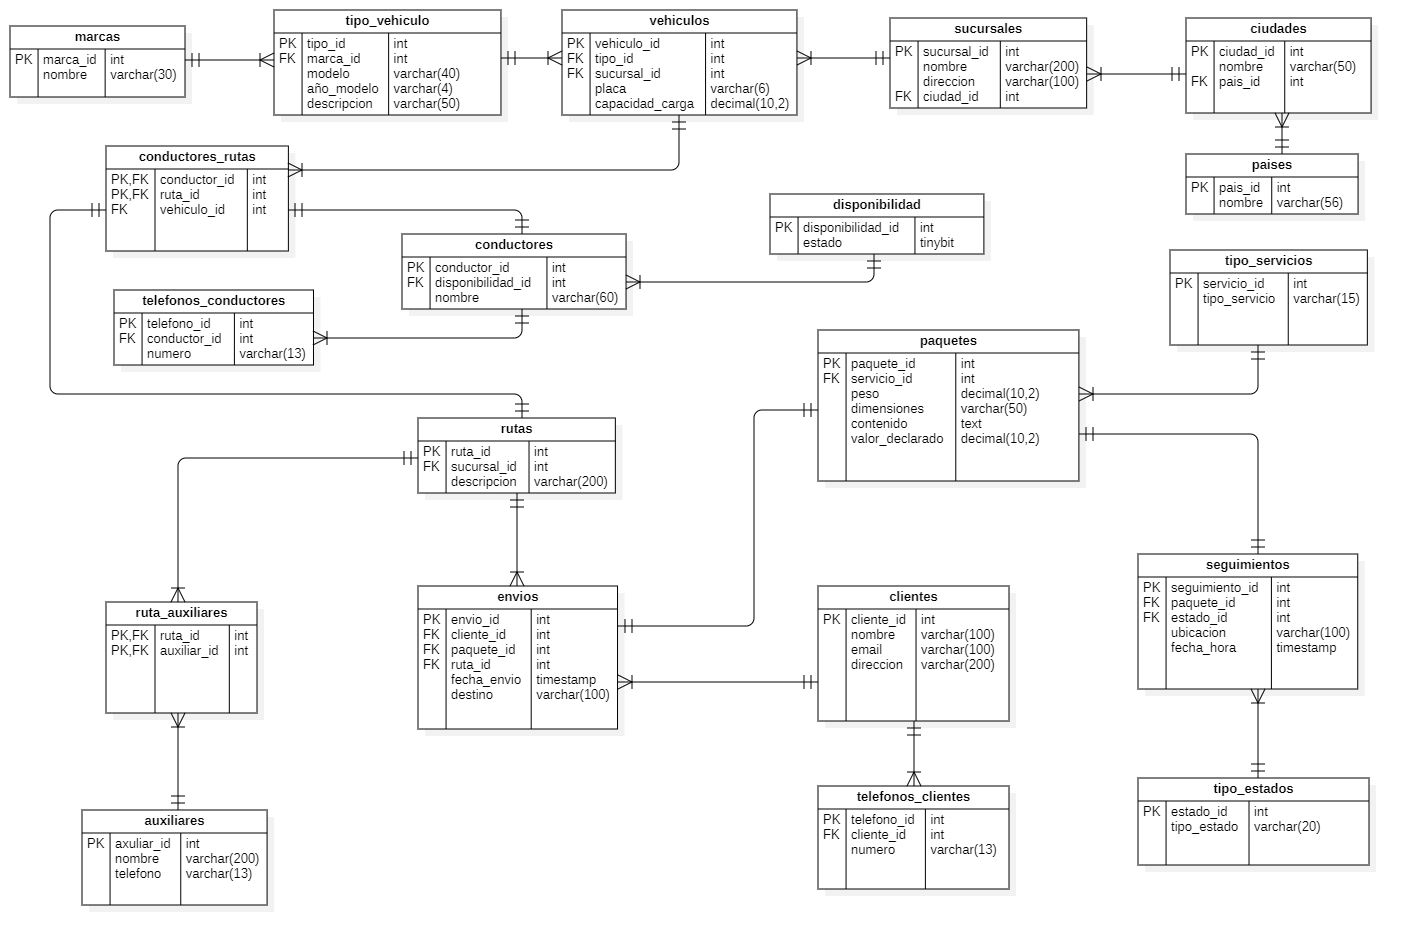 marcas
PK marca_id int
nombre varchar(30)
tipo_vehiculo
PK tipo_id int
FK marca_id int
modelo varchar(40)
año_modelo varchar(4)
descripcion varchar(50)
vehiculos
PK vehiculo_id int
FK tipo_id int
FK sucursal_id int
placa varchar(6)
capacidad_carga decimal(10,2)
sucursales
PK sucursal_id int
nombre varchar(200)
direccion varchar(100)
FK ciudad_id int
ciudades
PK ciudad_id int
nombre varchar(50)
FK pais_id int
conductores_rutas
PK,FK conductor_id int
PK,FK ruta_id int
FK vehiculo_id int
paises
PK pais_id int
nombre varchar(56)
disponibilidad
PK disponibilidad_id int
estado tinybit
conductores
PK conductor_id int
FK disponibilidad_id int
nombre varchar(60)
tipo_servicios
PK servicio_id int
tipo_servicio varchar(15)
telefonos_conductores
PK telefono_id int
FK conductor_id int
numero varchar(13)
paquetes
PK paquete_id int
FK servicio_id int
peso decimal(10,2)
dimensiones varchar(50)
contenido text
valor_declarado decimal(10,2)
rutas
PK ruta_id int
FK sucursal_id int
descripcion varchar(200)
seguimientos
PK seguimiento_id int
FK paquete_id int
FK estado_id int
ubicacion varchar(100)
fecha_hora timestamp
ruta_auxiliares
PK,FK ruta_id int
PK,FK auxiliar_id int
envios
PK envio_id int
FK cliente_id int
FK paquete_id int
FK ruta_id int
fecha_envio timestamp
destino varchar(100)
clientes
PK cliente_id int
nombre varchar(100)
email varchar(100)
direccion varchar(200)
telefonos_clientes
PK telefono_id int
FK cliente_id int
numero varchar(13)
tipo_estados
PK estado_id int
tipo_estado varchar(20)
auxiliares
PK axuliar_id int
nombre varchar(200)
telefono varchar(13)